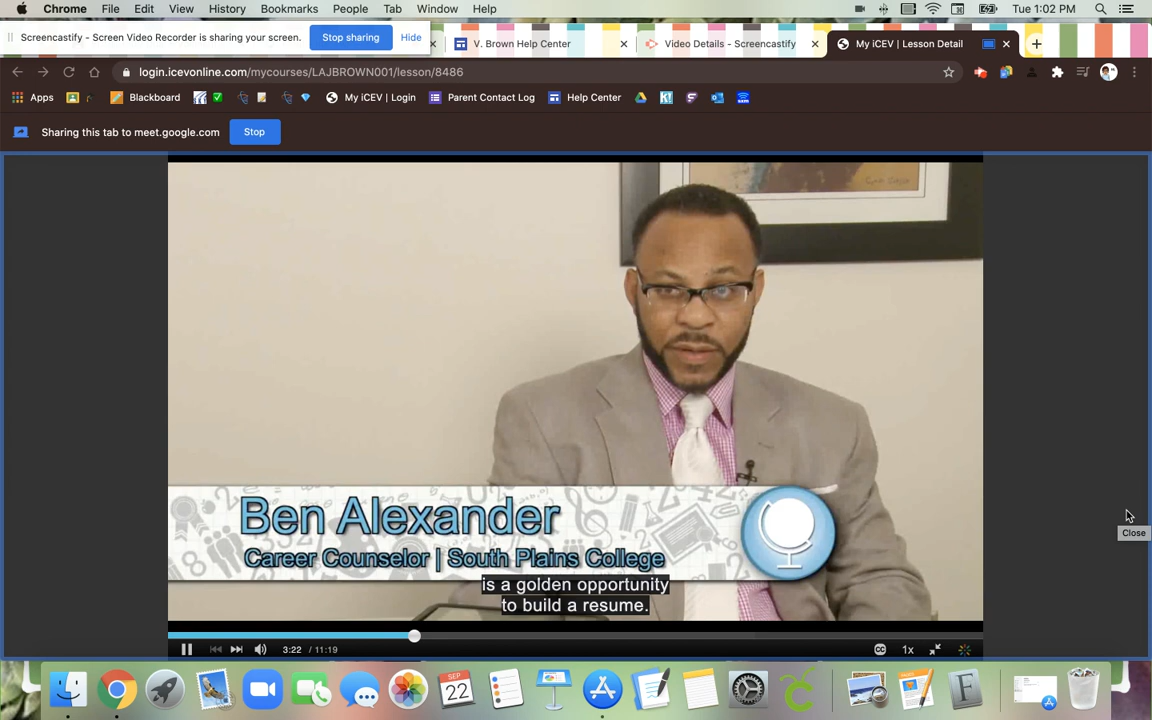 Chrome File Edit View History Bookmarks People Tab Window Help Tue 1:02 PM
Screencastify - Screen Video Recorder is sharing your screen. Stop sharing Hide
V. Brown Help Center Video Details - Screencastify My iCEV | Lesson Detail
login.icevonline.com/mycourses/LAJBROWN001/lesson/8486
Apps Blackboard My iCEV | Login Parent Contact Log Help Center
Sharing this tab to meet.google.com Stop
Ben Alexander
Career Counselor | South Plains College
Close
is a golden opportunity
to build a resume.
3:22 / 11:19 CC 1x
SEP
22